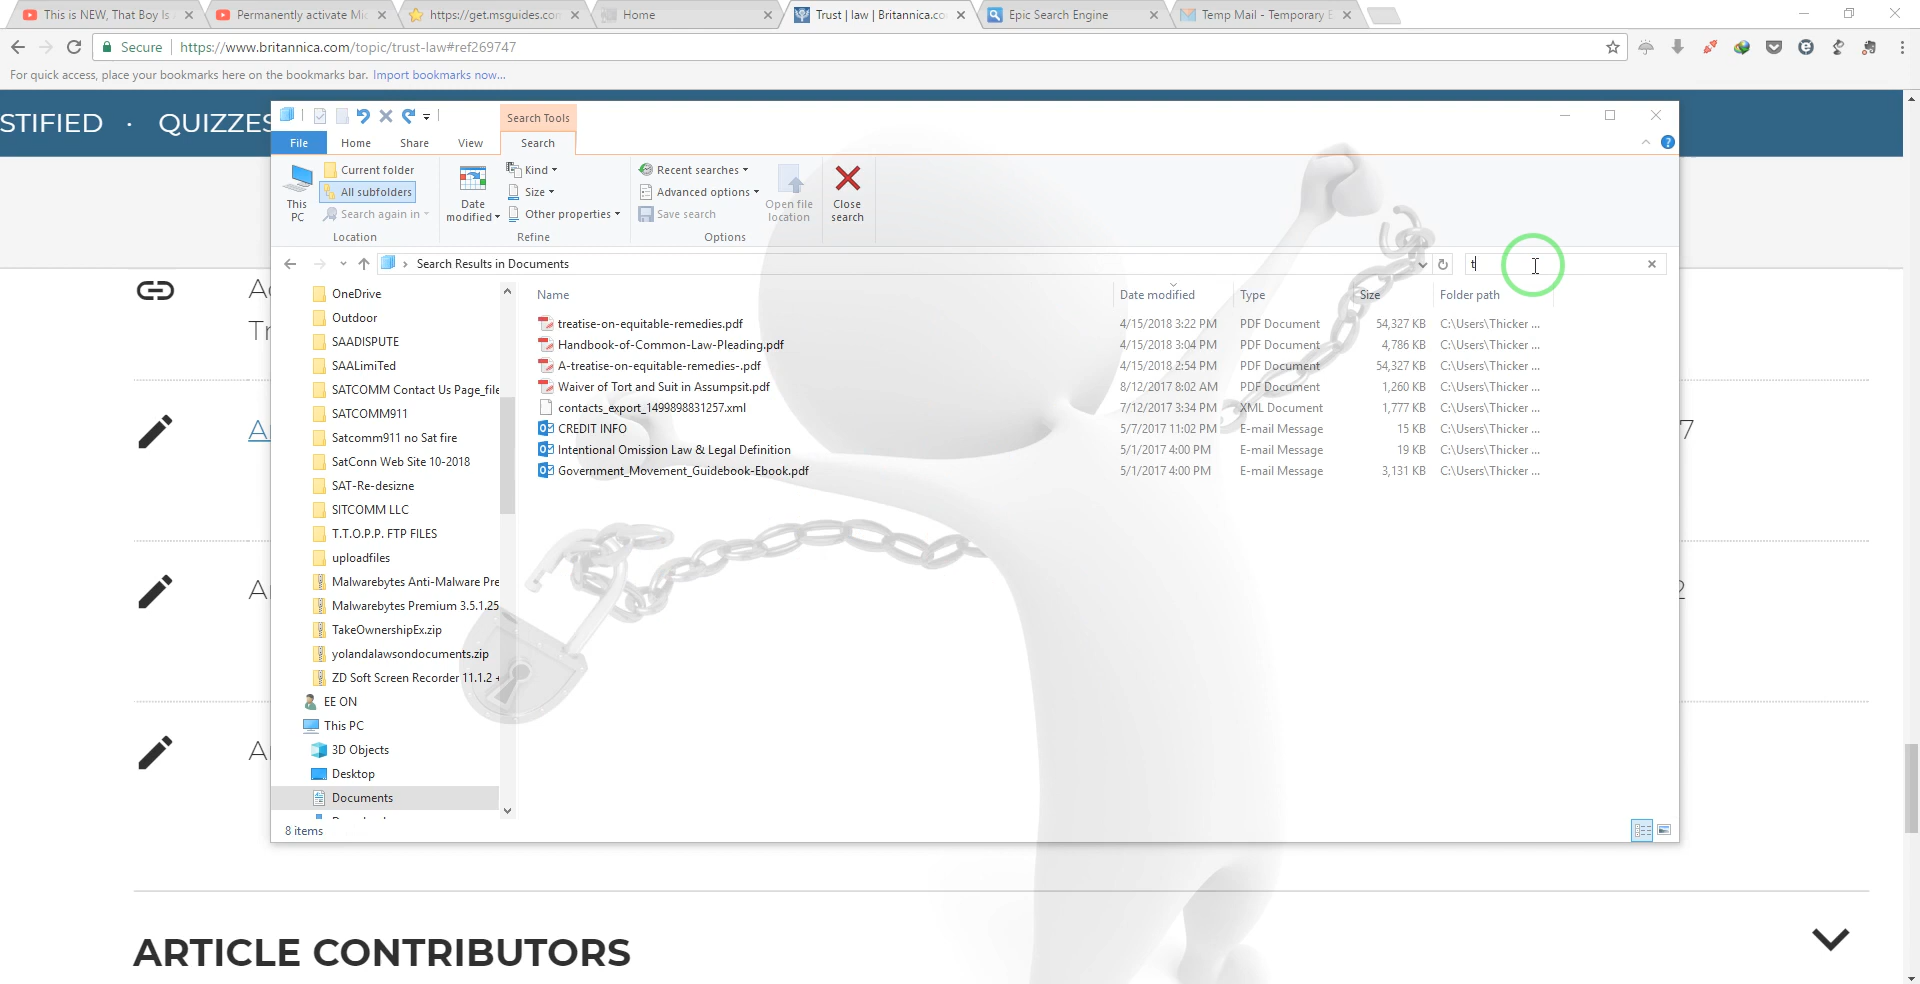 This is NEW, That Boy Is
Permanently activate Mic
https://get.msguides.com
Home
Trust | law | Britannica.co
Epic Search Engine
Temp Mail - Temporary E
Secure
https://www.britannica.com/topic/trust-law#ref269747
For quick access, place your bookmarks here on the bookmarks bar. Import bookmarks now...
STIFIED · QUIZZES
Search Tools
File
Home
Share
View
Search
This PC
Current folder
All subfolders
Search again in
Location
Date modified
Kind
Size
Other properties
Refine
Recent searches
Advanced options
Save search
Options
Open file location
Close search
Search Results in Documents
t
OneDrive
Outdoor
SAADISPUTE
SAALimiTed
SATCOMM Contact Us Page_file
SATCOMM911
Satcomm911 no Sat fire
SatConn Web Site 10-2018
SAT-Re-desizne
SITCOMM LLC
T.T.O.P.P. FTP FILES
uploadfiles
Malwarebytes Anti-Malware Pre
Malwarebytes Premium 3.5.1.25
TakeOwnershipEx.zip
yolandalawsondocuments.zip
ZD Soft Screen Recorder 11.1.2 +
EE ON
This PC
3D Objects
Desktop
Documents
Name Date modified Type Size Folder path
treatise-on-equitable-remedies.pdf 4/15/2018 3:22 PM PDF Document 54,327 KB C:\Users\Thicker ...
Handbook-of-Common-Law-Pleading.pdf 4/15/2018 3:04 PM PDF Document 4,786 KB C:\Users\Thicker ...
A-treatise-on-equitable-remedies-.pdf 4/15/2018 2:54 PM PDF Document 54,327 KB C:\Users\Thicker ...
Waiver of Tort and Suit in Assumpsit.pdf 8/12/2017 8:02 AM PDF Document 1,260 KB C:\Users\Thicker ...
contacts_export_1499898831257.xml 7/12/2017 3:34 PM XML Document 1,777 KB C:\Users\Thicker ...
CREDIT INFO 5/7/2017 11:02 PM E-mail Message 15 KB C:\Users\Thicker ...
Intentional Omission Law & Legal Definition 5/1/2017 4:00 PM E-mail Message 19 KB C:\Users\Thicker ...
Government_Movement_Guidebook-Ebook.pdf 5/1/2017 4:00 PM E-mail Message 3,131 KB C:\Users\Thicker ...
8 items
ARTICLE CONTRIBUTORS